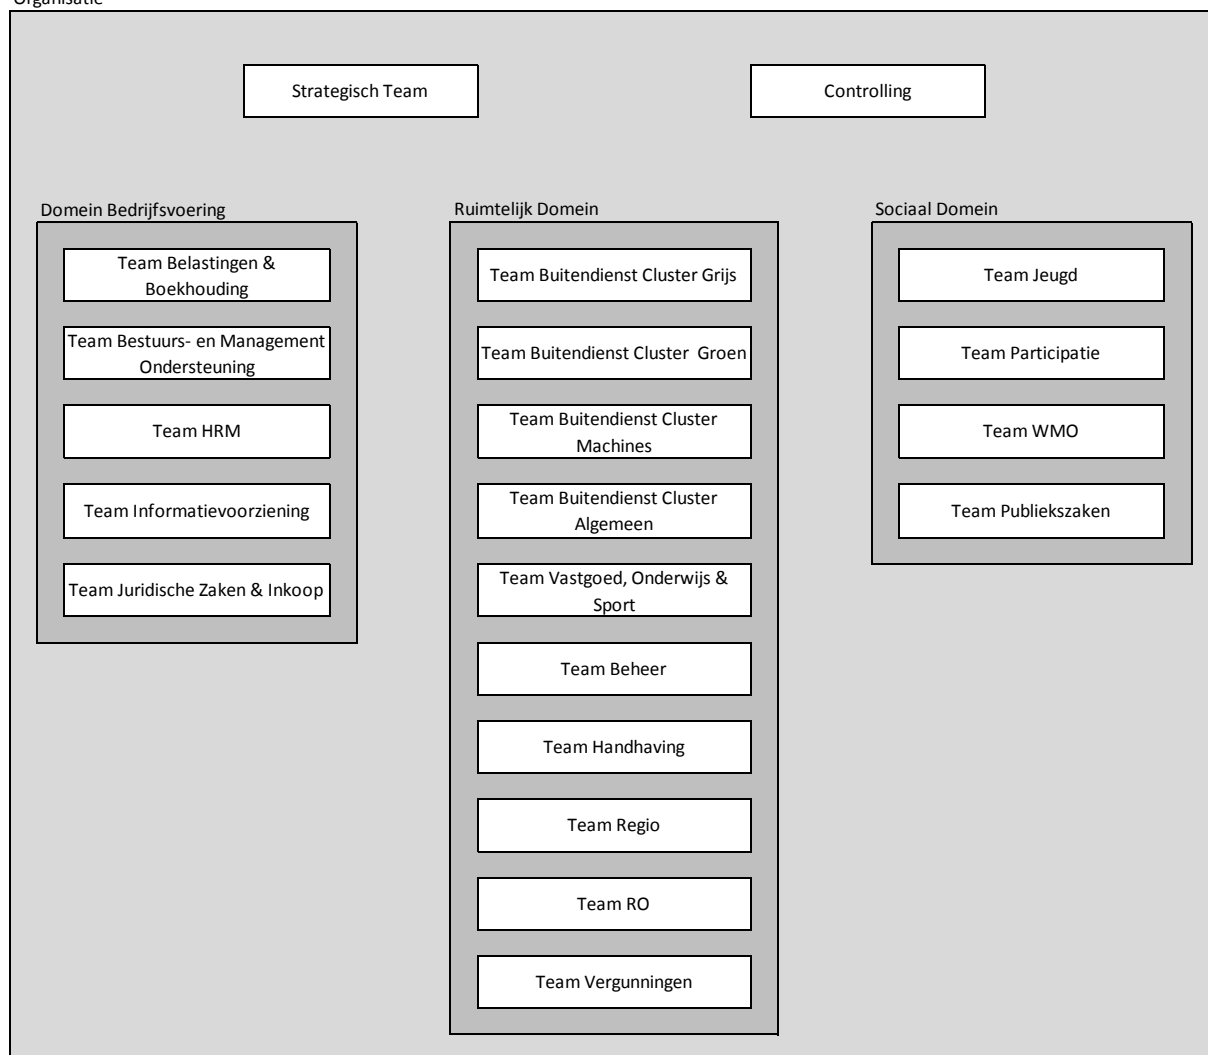 Organisatie
Strategisch Team
Controlling
Domein Bedrijfsvoering
Team Belastingen &
Boekhouding
Team Bestuurs- en Management
Ondersteuning
Team HRM
Team Informatievoorziening
Team Juridische Zaken & Inkoop
Ruimtelijk Domein
Team Buitendienst Cluster Grijs
Team Buitendienst Cluster  Groen
Team Buitendienst Cluster
Machines
Team Buitendienst Cluster
Algemeen
Team Vastgoed, Onderwijs &
Sport
Team Beheer
Team Handhaving
Team Regio
Team RO
Team Vergunningen
Sociaal Domein
Team Jeugd
Team Participatie
Team WMO
Team Publiekszaken